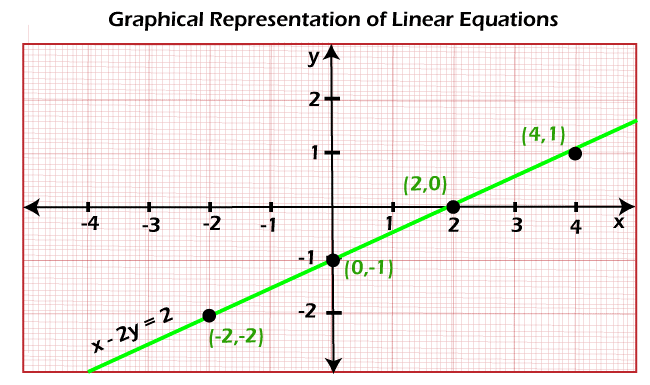 Graphical Representation of Linear Equations
y
2
(4,1)
1
(2,0)
-4 -3 -2 -1 1 2 3 4 x
-1
(0,-1)
-2
x - 2y = 2
(-2,-2)